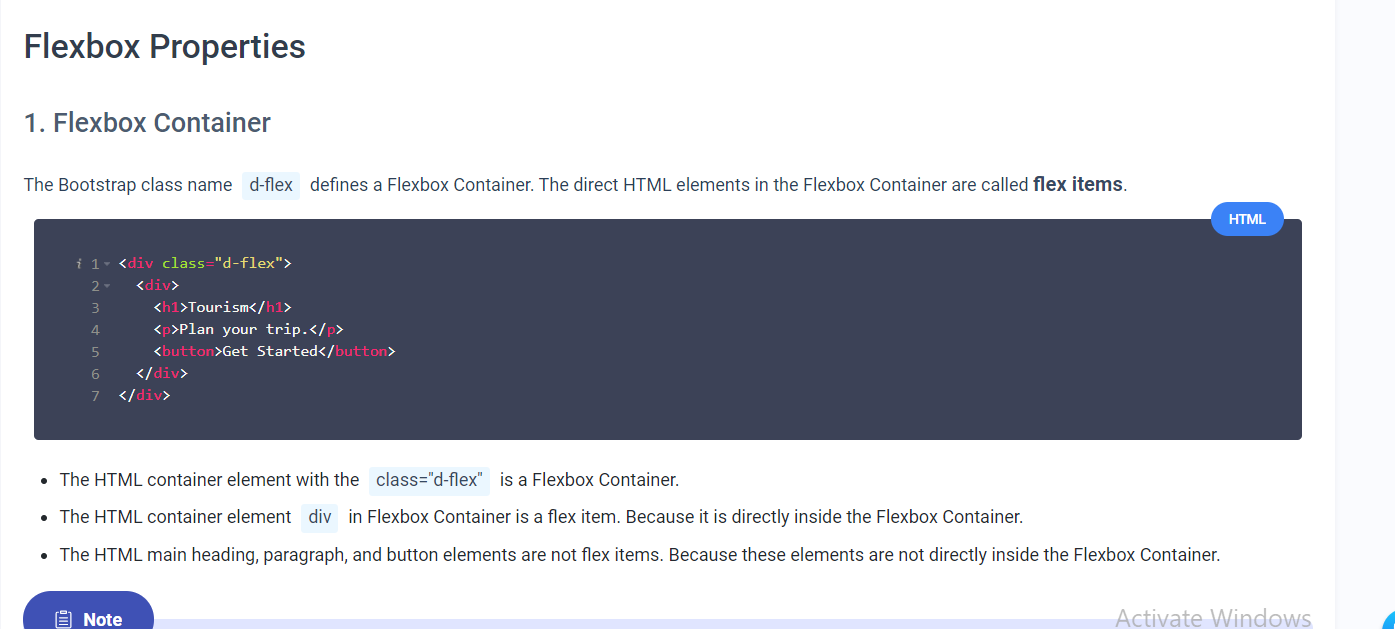 Flexbox Properties
1. Flexbox Container
The Bootstrap class name d-flex defines a Flexbox Container. The direct HTML elements in the Flexbox Container are called flex items.
HTML
i 1 <div class="d-flex">
2 <div>
3 <h1>Tourism</h1>
4 <p>Plan your trip.</p>
5 <button>Get Started</button>
6 </div>
7 </div>
• The HTML container element with the class="d-flex" is a Flexbox Container.
• The HTML container element div in Flexbox Container is a flex item. Because it is directly inside the Flexbox Container.
• The HTML main heading, paragraph, and button elements are not flex items. Because these elements are not directly inside the Flexbox Container.
Note
Activate Windows